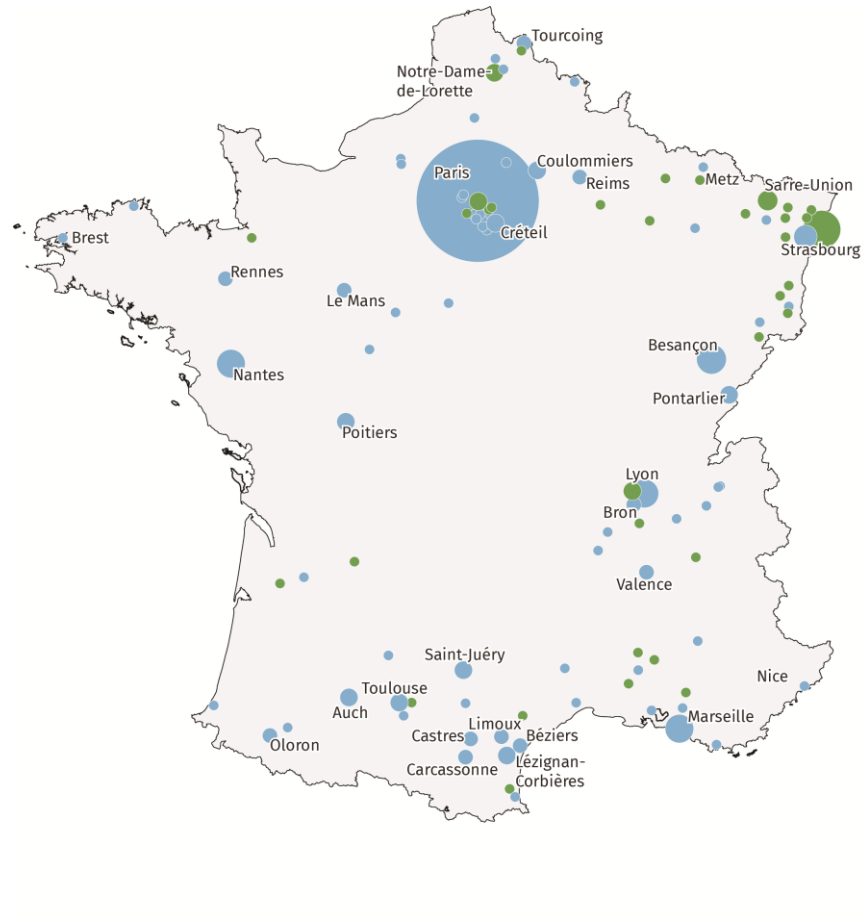 Tourcoing
Notre-Dame-
de-Lorette
Coulommiers
Paris
Reims
Metz
Sarre-Union
Créteil
Brest
Strasbourg
Rennes
Le Mans
Besançon
Nantes
Pontarlier
Poitiers
Lyon
Bron
Valence
Saint-Juéry
Nice
Toulouse
Auch
Limoux
Marseille
Castres
Béziers
Oloron
Carcassonne
Lézignan-
Corbières